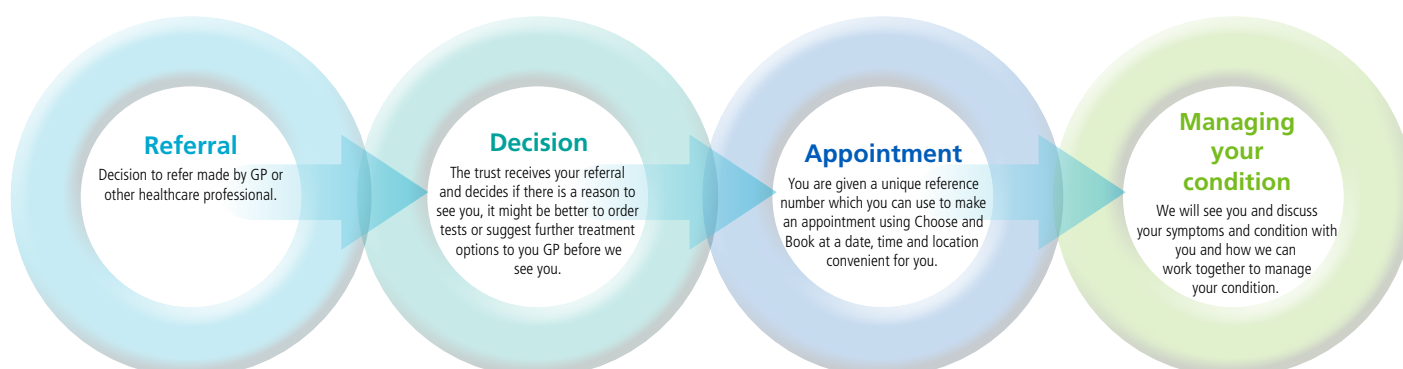 Referral
Decision to refer made by GP or
other healthcare professional.
Decision
The trust receives your referral
and decides if there is a reason to
see you, it might be better to order
tests or suggest further treatment
options to you GP before we
see you.
Appointment
You are given a unique reference
number which you can use to make
an appointment using Choose and
Book at a date, time and location
convenient for you.
Managing
your
condition
We will see you and discuss
your symptoms and condition with
you and how we can
work together to manage
your condition.